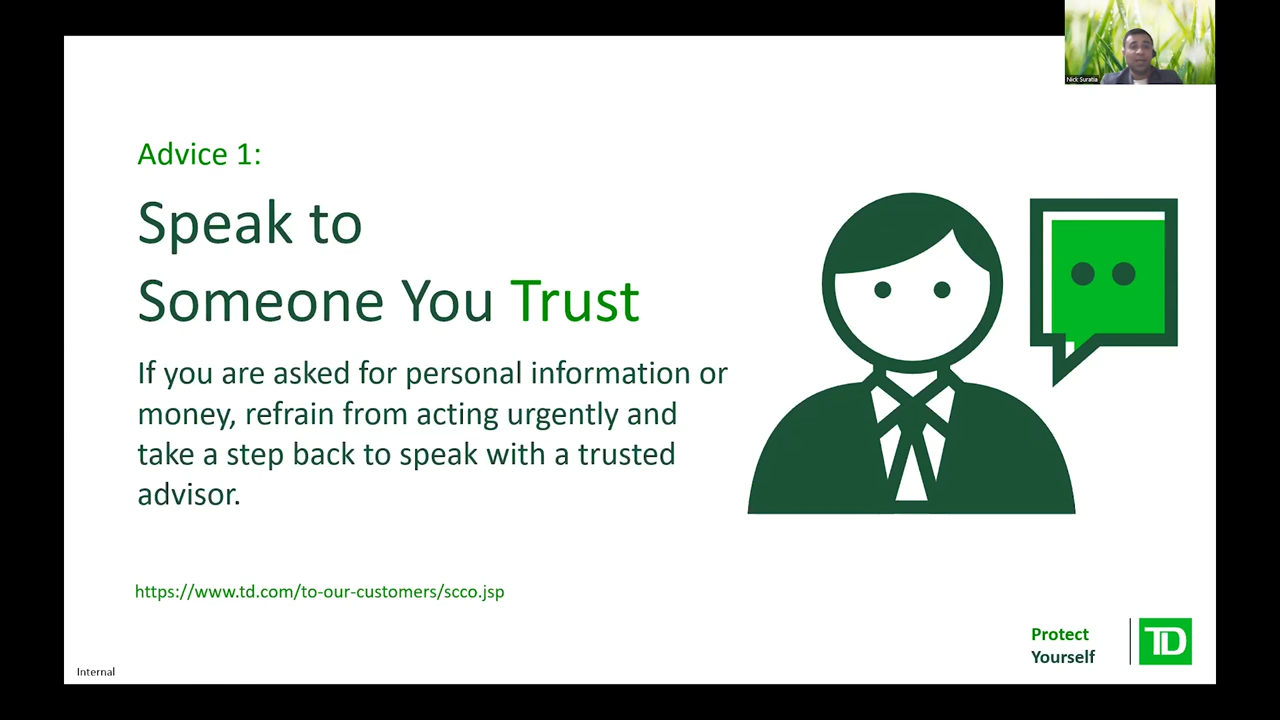 Nick Suratia
Advice 1:
Speak to
Someone You Trust
If you are asked for personal information or
money, refrain from acting urgently and
take a step back to speak with a trusted
advisor.
https://www.td.com/to-our-customers/scco.jsp
Protect
Yourself
TD
Internal